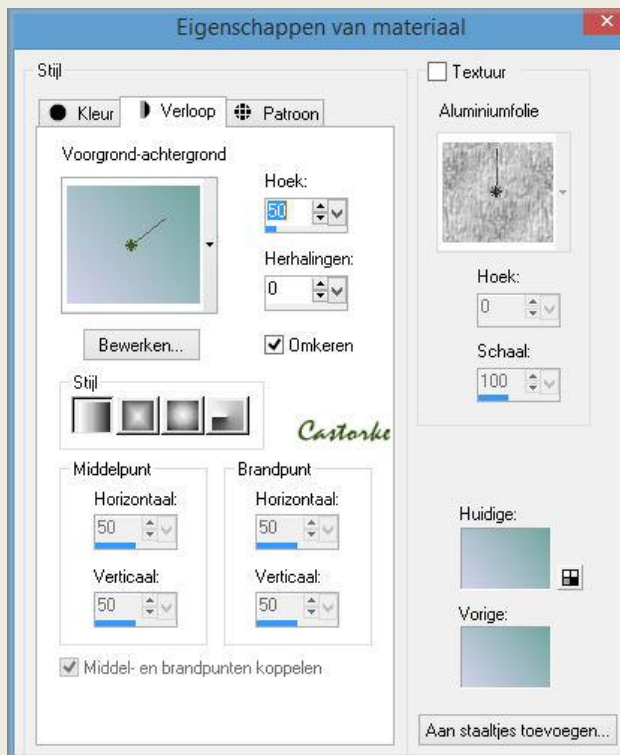 Eigenschappen van materiaal
Stijl
Kleur
Verloop
Patroon
Voorgrond-achtergrond
Hoek:
50
Herhalingen:
0
Bewerken...
Omkeren
Stijl
Castorke
Middelpunt
Horizontaal:
50
Verticaal:
50
Brandpunt
Horizontaal:
50
Verticaal:
50
Middel- en brandpunten koppelen
Textuur
Aluminiumfolie
Hoek:
0
Schaal:
100
Huidige:
Vorige:
Aan staaltjes toevoegen...